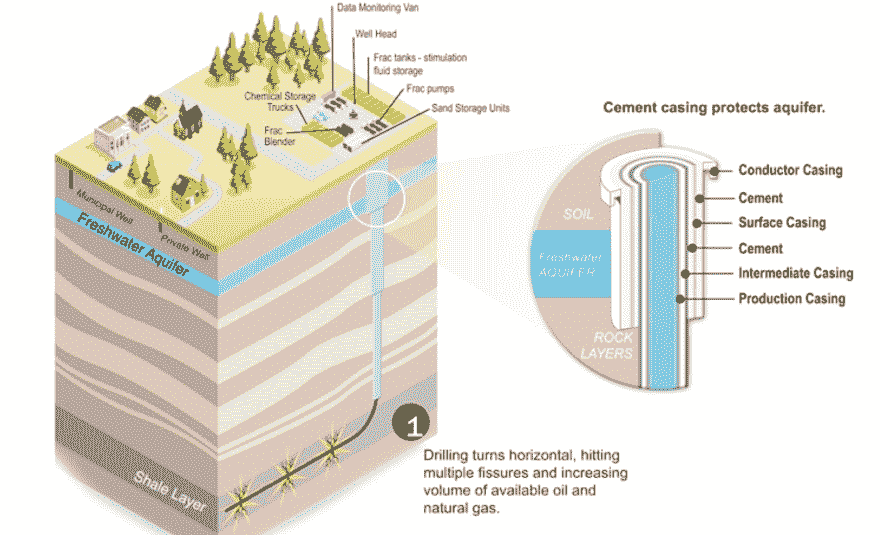 Data Monitoring Van
Well Head
Frac tanks - stimulation
fluid storage
Frac pumps
Chemical Storage
Trucks
Sand Storage Units
Frac
Blender
Municipal Well
Private Well
Freshwater Aquifer
Shale Layer
1
Drilling turns horizontal, hitting
multiple fissures and increasing
volume of available oil and
natural gas.
Cement casing protects aquifer.
SOIL
Freshwater
AQUIFER
ROCK
LAYERS
Conductor Casing
Cement
Surface Casing
Cement
Intermediate Casing
Production Casing